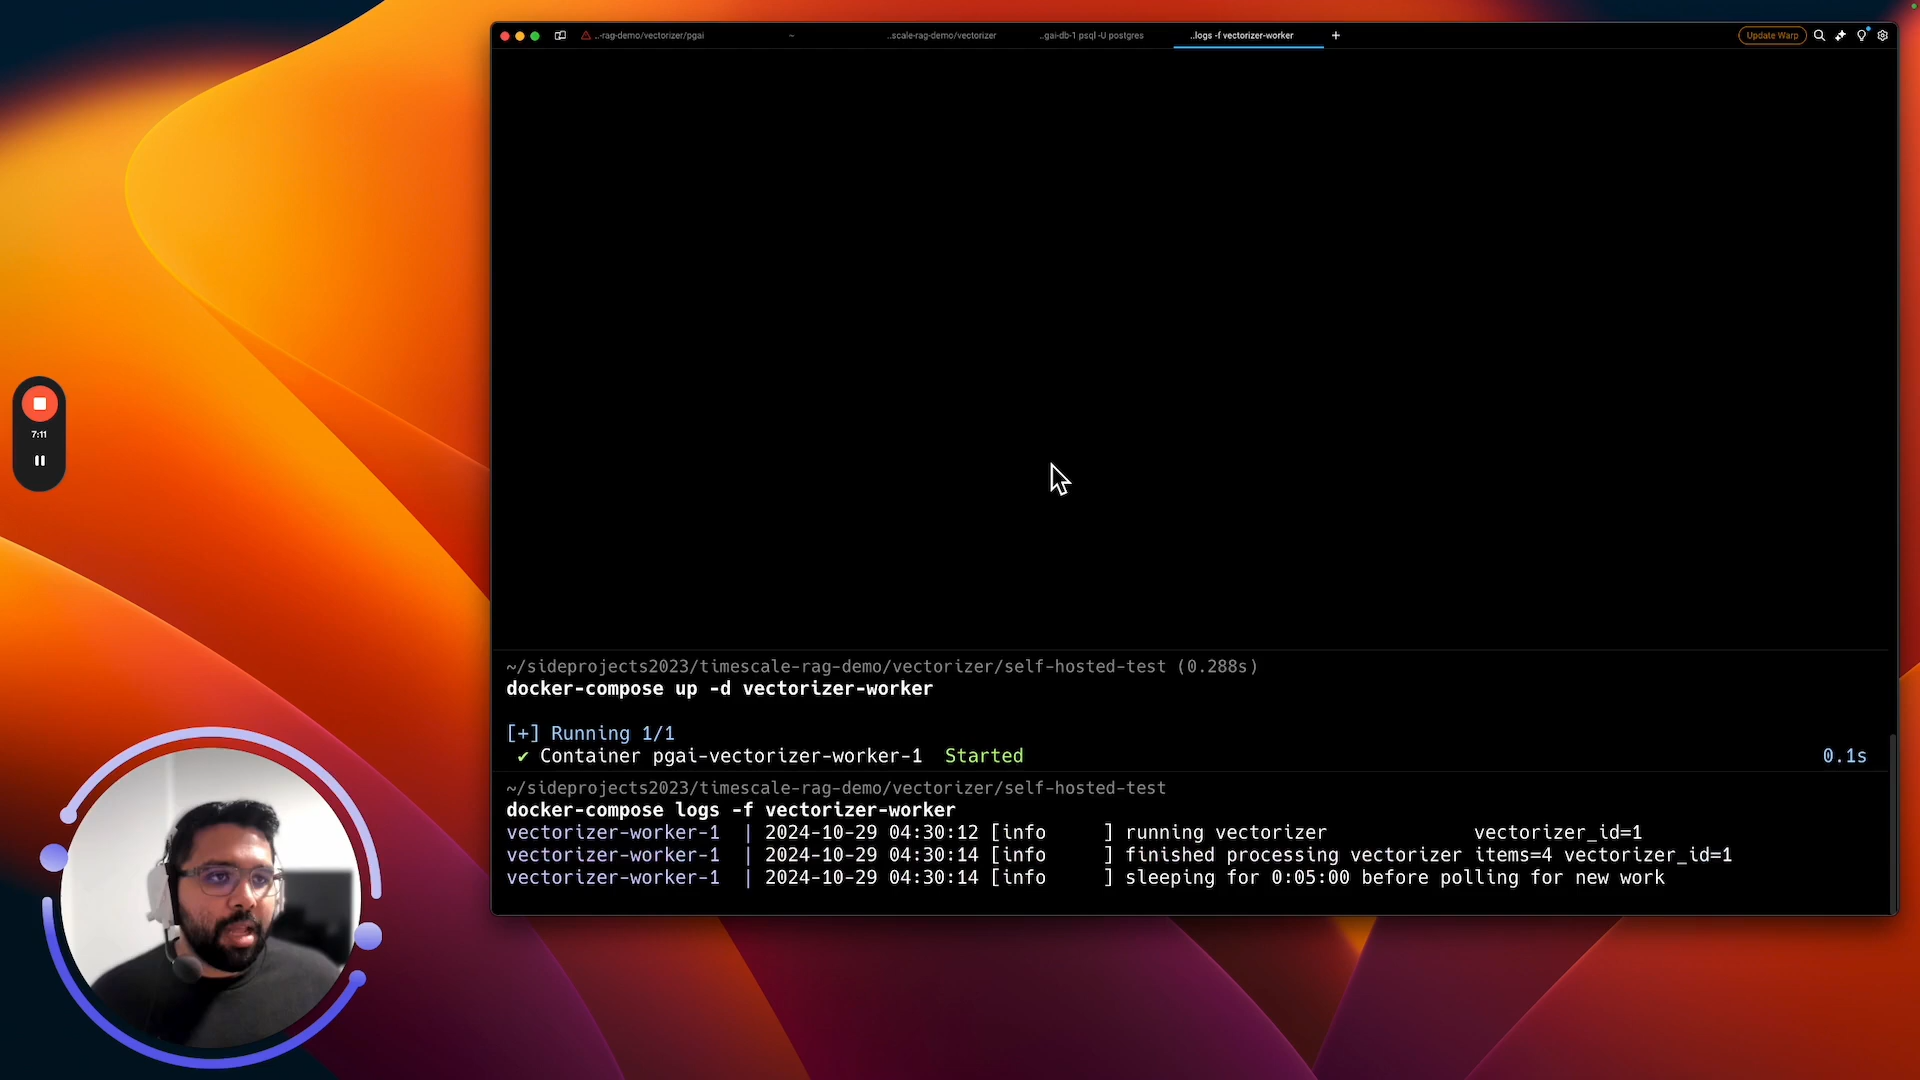 ..-rag-demo/vectorizer/pgai
~
..scale-rag-demo/vectorizer
..gai-db-1 psql -U postgres
..logs -f vectorizer-worker
+
Update Warp
7:11
~/sideprojects2023/timescale-rag-demo/vectorizer/self-hosted-test (0.288s)
docker-compose up -d vectorizer-worker
[+] Running 1/1
✔ Container pgai-vectorizer-worker-1 Started 0.1s
~/sideprojects2023/timescale-rag-demo/vectorizer/self-hosted-test
docker-compose logs -f vectorizer-worker
vectorizer-worker-1 | 2024-10-29 04:30:12 [info ] running vectorizer vectorizer_id=1
vectorizer-worker-1 | 2024-10-29 04:30:14 [info ] finished processing vectorizer items=4 vectorizer_id=1
vectorizer-worker-1 | 2024-10-29 04:30:14 [info ] sleeping for 0:05:00 before polling for new work